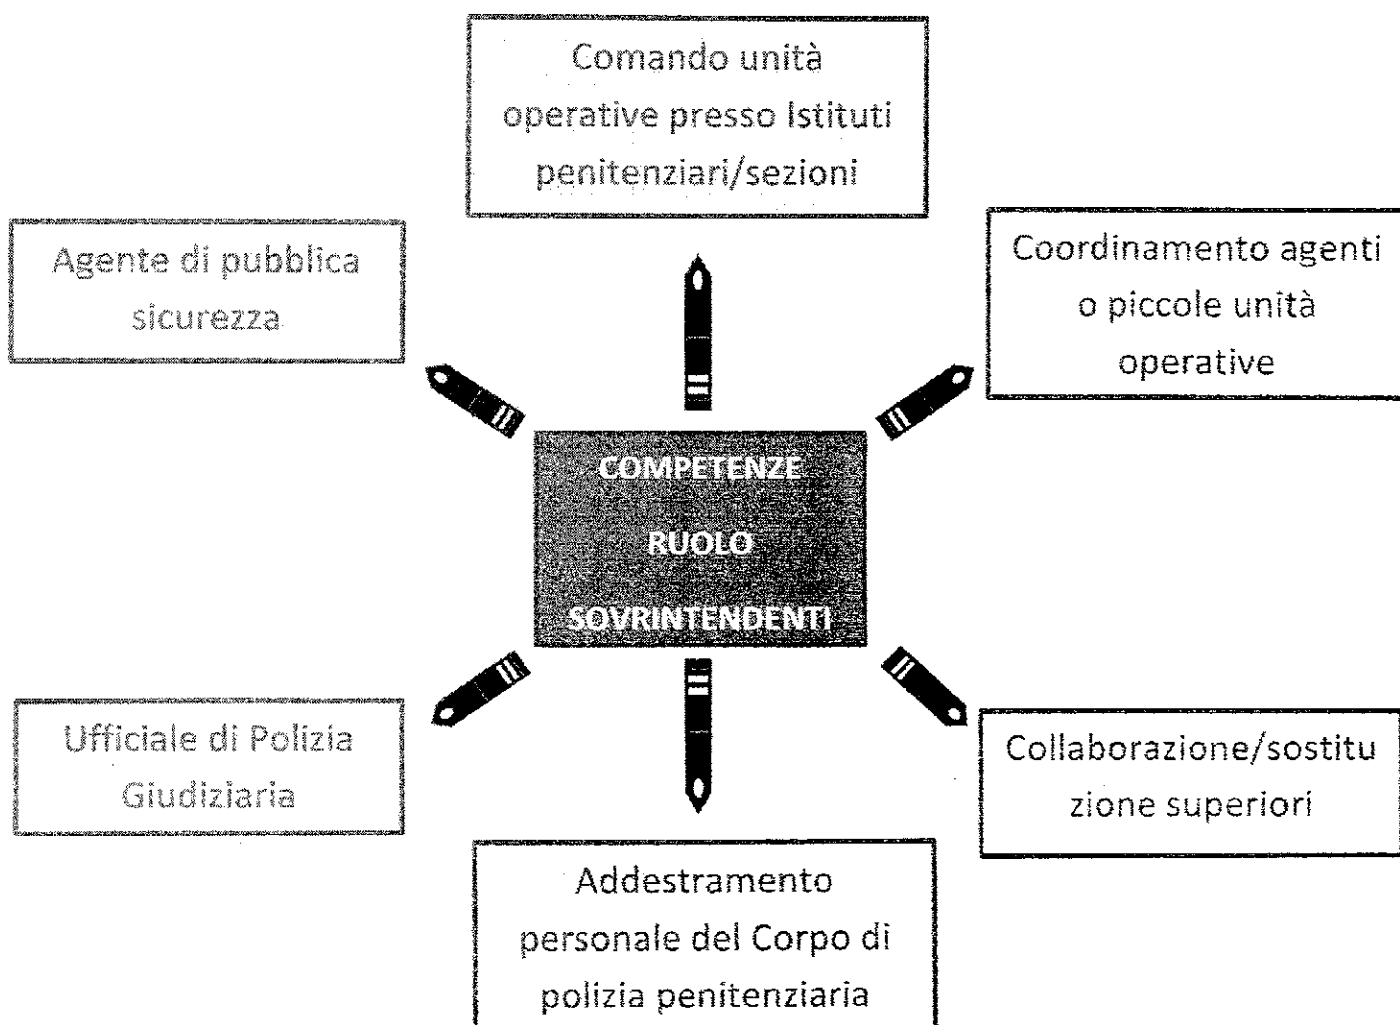 Comando unità
operative presso Istituti
penitenziari/sezioni
Agente di pubblica
sicurezza
Coordinamento agenti
o piccole unità
operative
COMPETENZE
RUOLO
SOVRINTENDENTI
Ufficiale di Polizia
Giudiziaria
Collaborazione/sostitu
zione superiori
Addestramento
personale del Corpo di
polizia penitenziaria